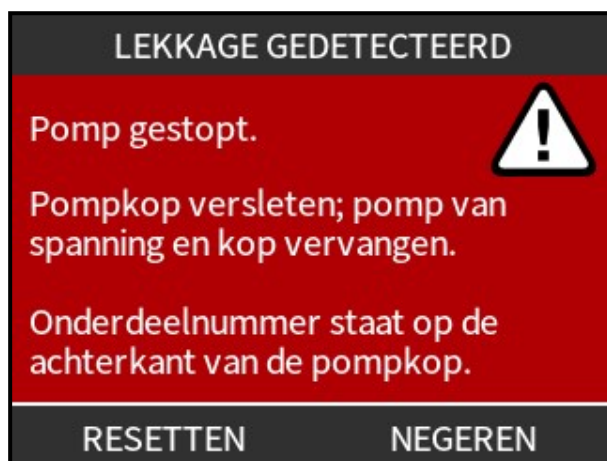 LEKKAGE GEDETECTEERD
Pomp gestopt.
Pompkop versleten; pomp van
spanning en kop vervangen.
Onderdeelnummer staat op de
achterkant van de pompkop.
RESETTEN NEGEREN